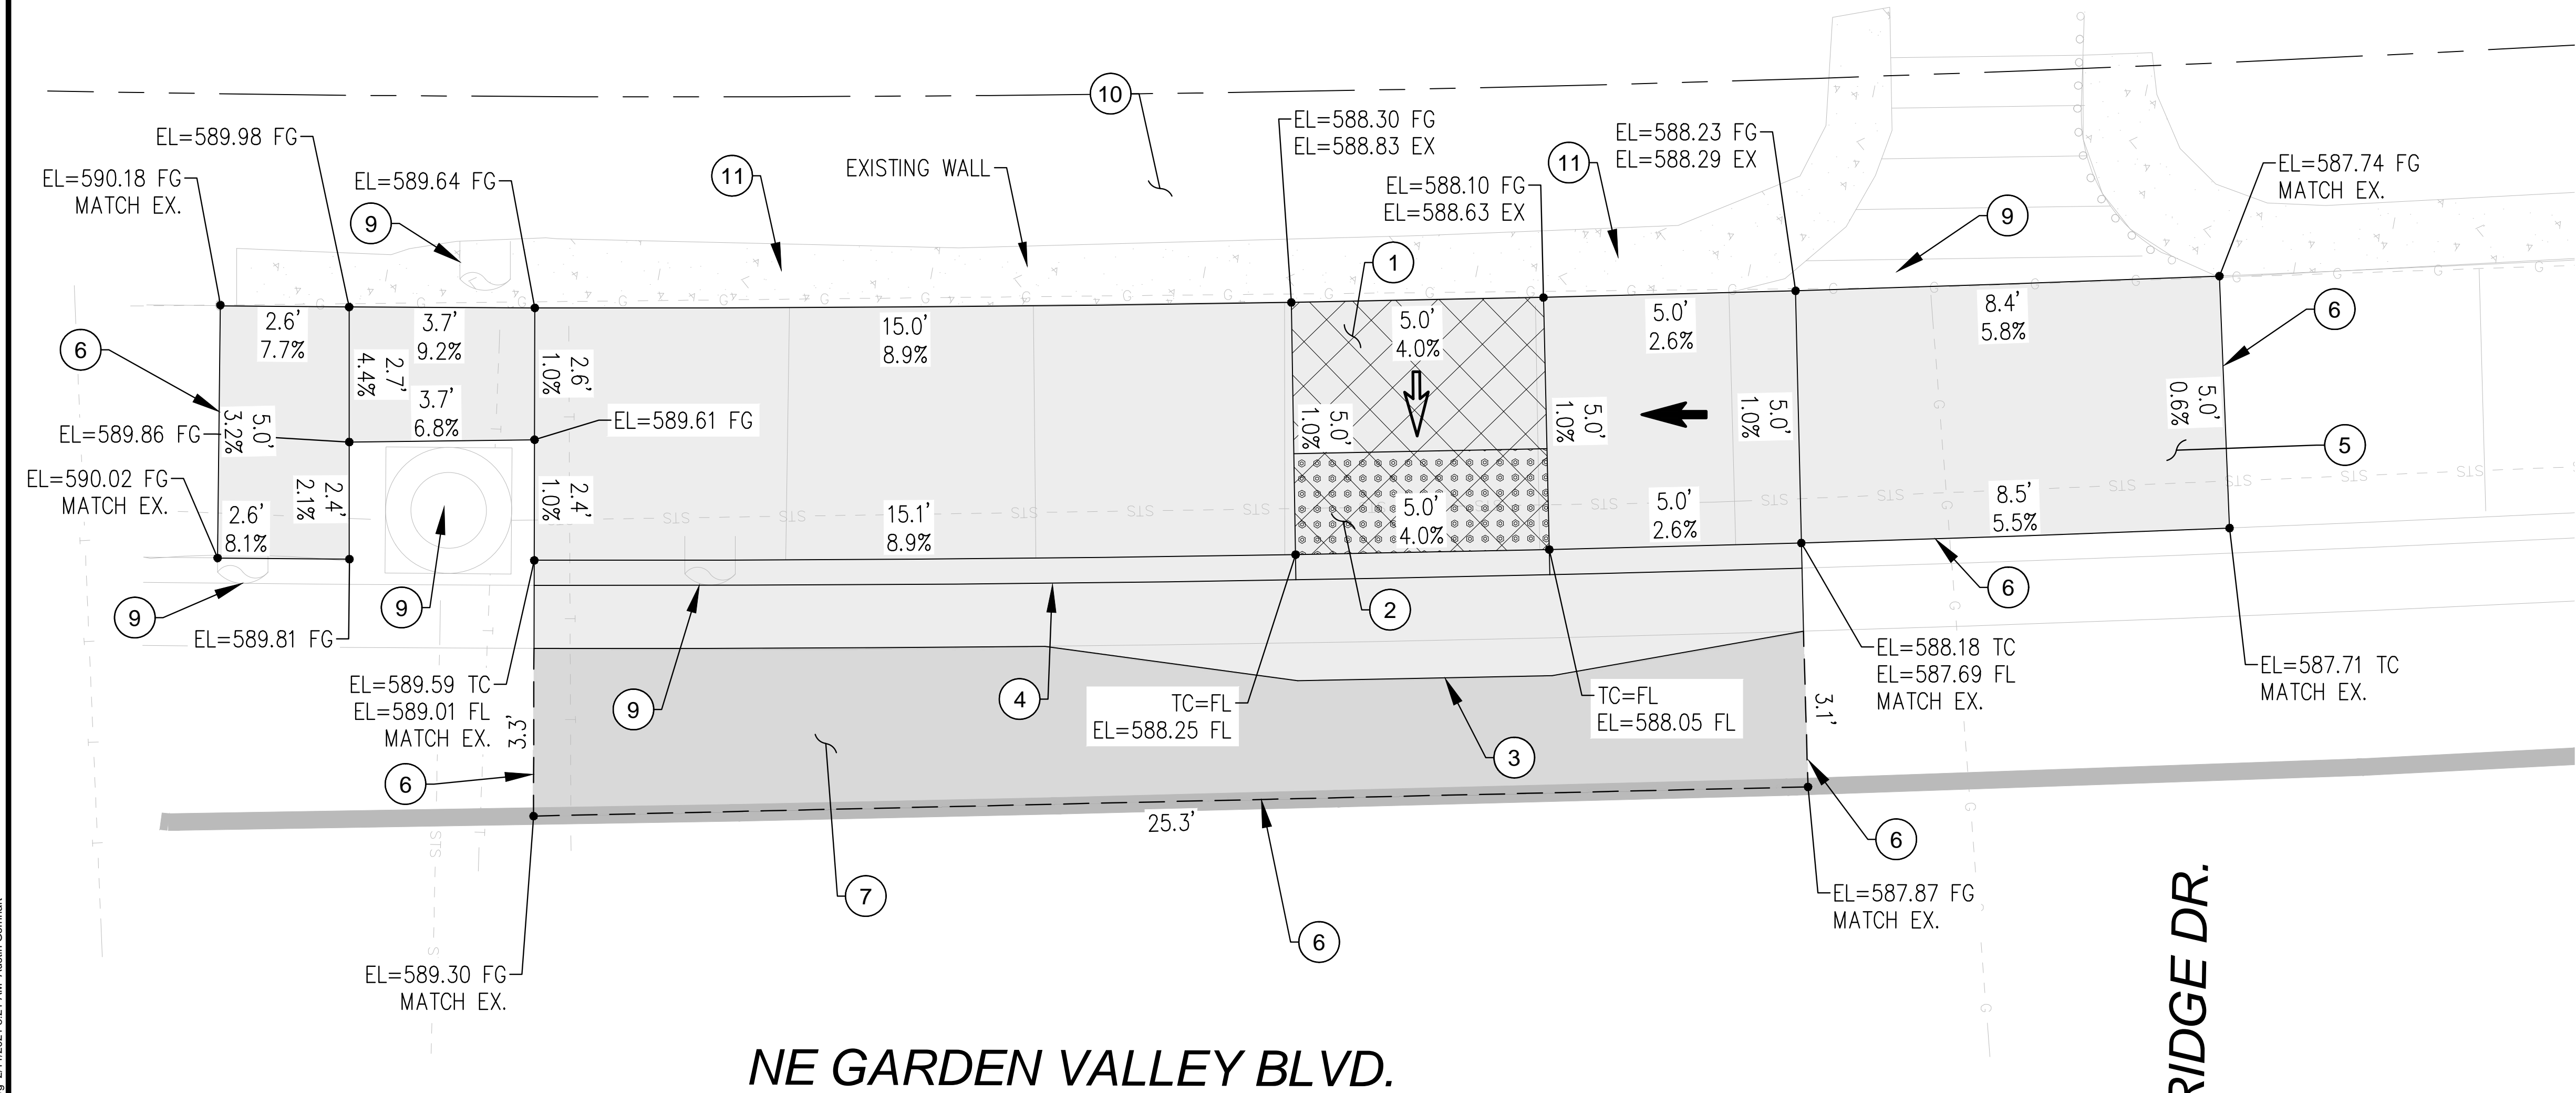 10
EL=589.98 FG
EL=590.18 FG
MATCH EX.
EL=589.64 FG
9
11
EXISTING WALL
EL=588.30 FG
EL=588.83 EX
EL=588.10 FG
EL=588.63 EX
11
EL=588.23 FG
EL=588.29 EX
EL=587.74 FG
MATCH EX.
9
1
6
6
2.6'
7.7%
3.7'
9.2%
2.7'
4.4%
3.7'
6.8%
2.6'
1.0%
15.0'
8.9%
5.0'
4.0%
5.0'
2.6%
8.4'
5.8%
5.0'
3.2%
EL=589.86 FG
EL=589.61 FG
5.0'
1.0%
5.0'
1.0%
5.0'
1.0%
5.0'
0.6%
5
EL=590.02 FG
MATCH EX.
2.6'
8.1%
2.4'
2.1%
2.4'
1.0%
15.1'
8.9%
5.0'
4.0%
5.0'
2.6%
8.5'
5.5%
STS STS STS STS STS STS STS STS STS STS STS
G G G G G G G G G G G G G G G
9
9
9
4
2
6
EL=589.81 FG
EL=589.59 TC
EL=589.01 FL
MATCH EX.
3.3'
TC=FL
EL=588.25 FL
TC=FL
EL=588.05 FL
EL=588.18 TC
EL=587.69 FL
MATCH EX.
EL=587.71 TC
MATCH EX.
3.1'
3
6
25.3'
6
7
6
EL=587.87 FG
MATCH EX.
EL=589.30 FG
MATCH EX.
STS
NE GARDEN VALLEY BLVD.
RIDGE DR.